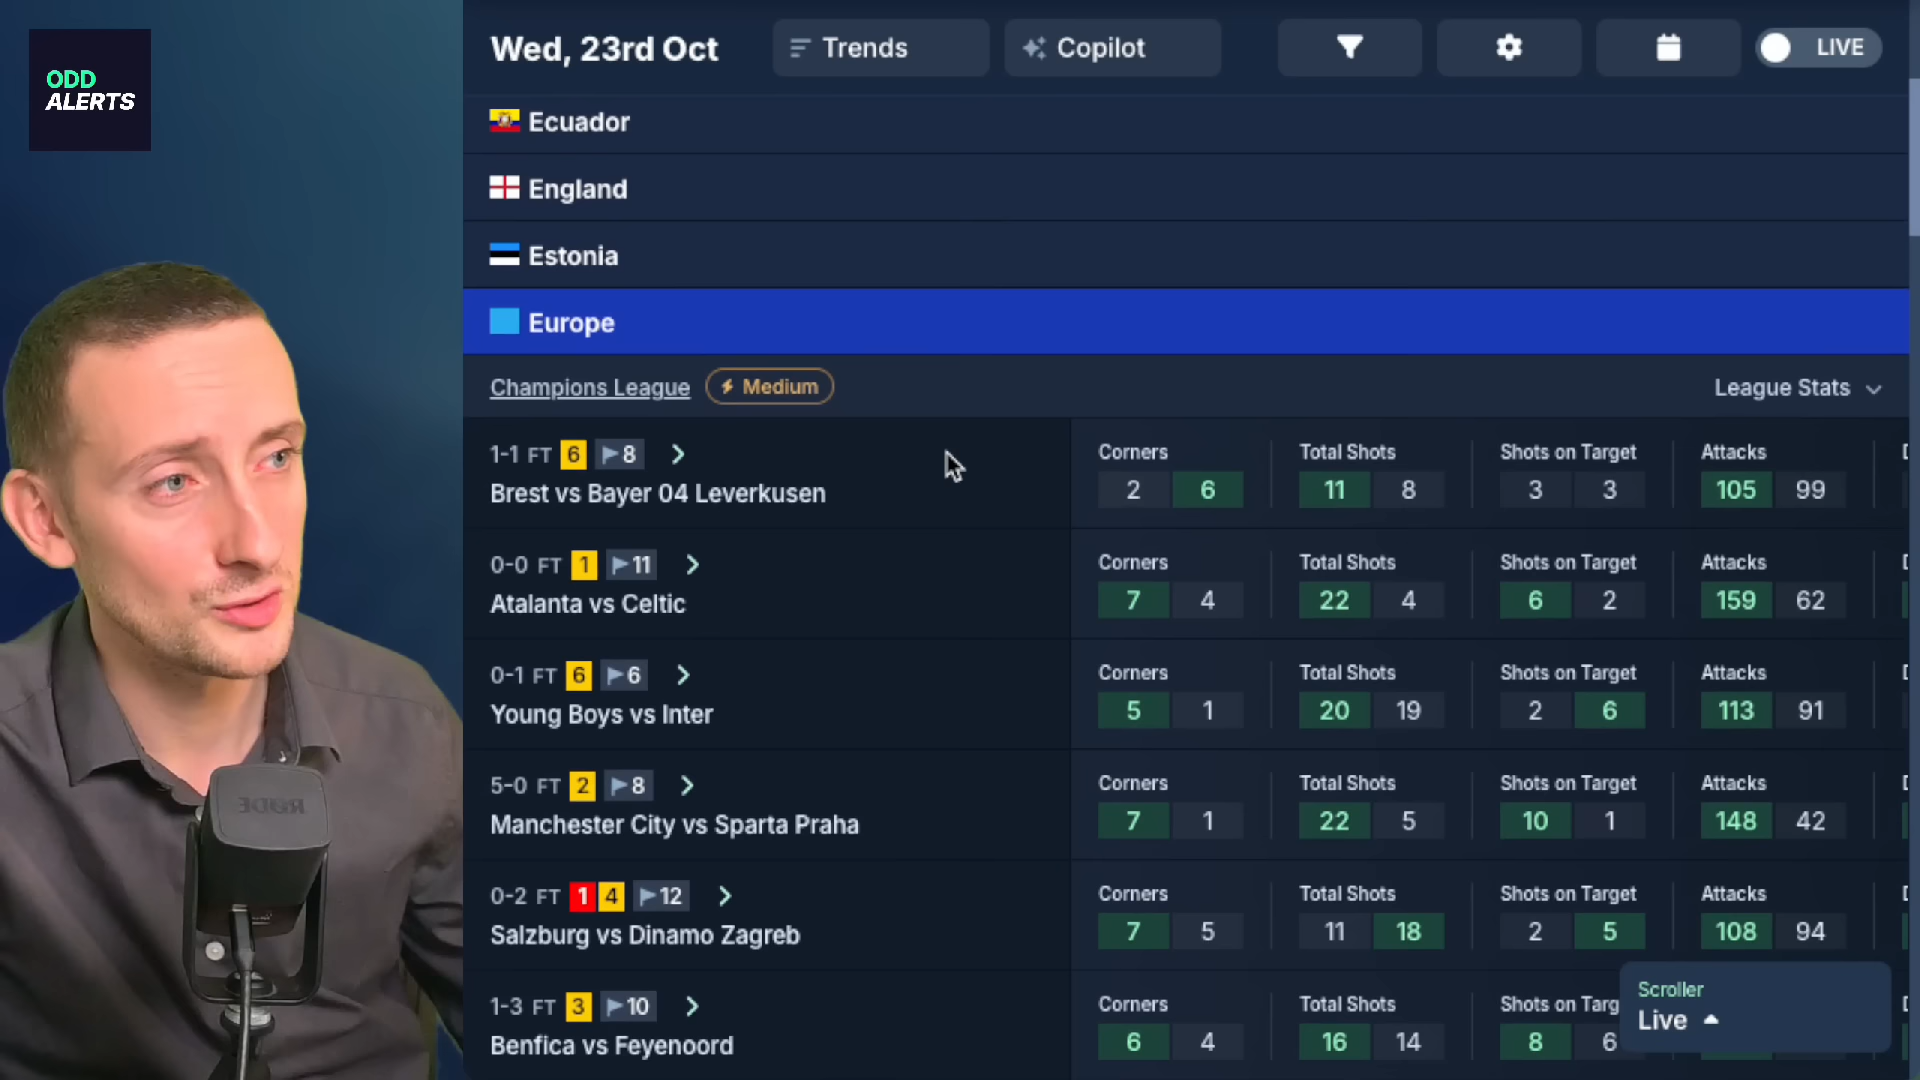 ODD
ALERTS
Wed, 23rd Oct
Trends
Copilot
LIVE
Ecuador
England
Estonia
Europe
Champions League
Medium
League Stats
1-1 FT 6 8
Brest vs Bayer 04 Leverkusen
Corners Total Shots Shots on Target Attacks
2 6 11 8 3 3 105 99
0-0 FT 1 11
Atalanta vs Celtic
Corners Total Shots Shots on Target Attacks
7 4 22 4 6 2 159 62
0-1 FT 6 6
Young Boys vs Inter
Corners Total Shots Shots on Target Attacks
5 1 20 19 2 6 113 91
5-0 FT 2 8
Manchester City vs Sparta Praha
Corners Total Shots Shots on Target Attacks
7 1 22 5 10 1 148 42
0-2 FT 1 4 12
Salzburg vs Dinamo Zagreb
Corners Total Shots Shots on Target Attacks
7 5 11 18 2 5 108 94
1-3 FT 3 10
Benfica vs Feyenoord
Corners Total Shots Shots on Targ
6 4 16 14 8 6
Scroller
Live
RØDE